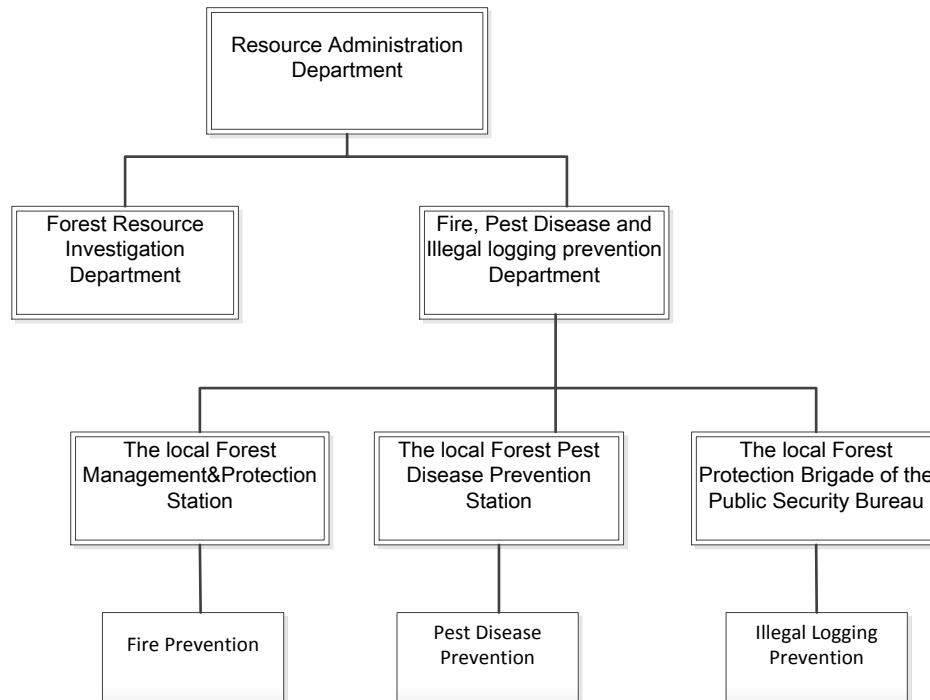 Resource Administration
Department
Forest Resource
Investigation
Department
Fire, Pest Disease and
Illegal logging prevention
Department
The local Forest
Management&Protection
Station
The local Forest Pest
Disease Prevention
Station
The local Forest
Protection Brigade of the
Public Security Bureau
Fire Prevention
Pest Disease
Prevention
Illegal Logging
Prevention